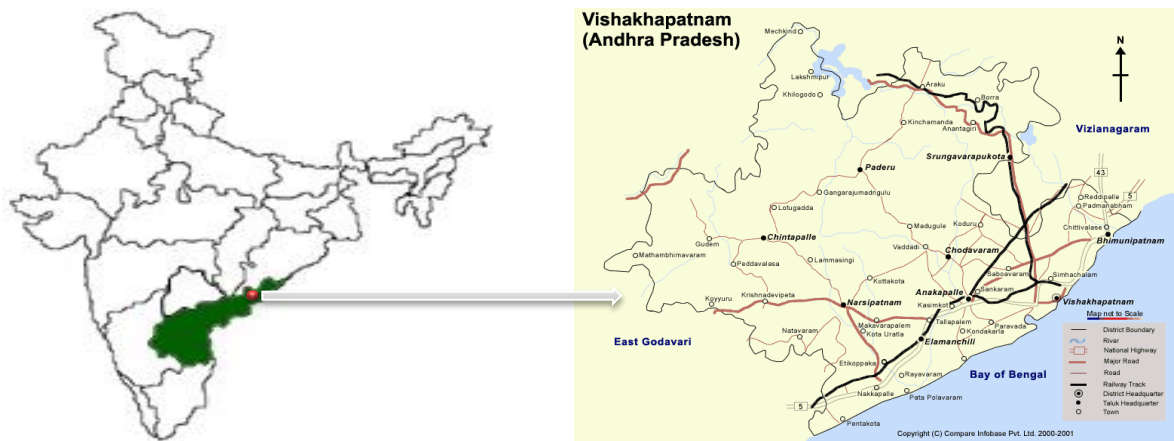 Vishakhapatnam
(Andhra Pradesh)
Mechkind
N
Lakshmipur
Araku
Khilogodo
Borra
Kinchamanda
Anantagiri
Vizianagaram
Srungavarapukota
Paderu
43
5
Gangarajumadngulu
Reddipalle
Padmanabham
Lotugadda
Madugule
Koduru
Chittivalase
Gudem
Chintapalle
Bhimunipatnam
Vaddadi
Chodavaram
Mathambhimavaram
Peddavalasa
Lammasingi
Saboavaram
Simhachalam
Kottakota
Sankaram
Anakapalle
Koyyuru
Krishnadevipeta
Narsipatnam
Kasimkot
Vishakhapatnam
Map not to Scale
Makavarapalem
Tallapalem
Paravada
Natavaram
Kota Uratla
Kondakarla
East Godavari
Elamanchili
Etikoppaka
Rayavaram
Bay of Bengal
Nakkapalle
Pata Polavaram
5
Pentakota
District Boundary
River
National Highway
Major Road
Road
Railway Track
District Headquarter
Taluk Headquarter
Town
Copyright (C) Compare Infobase Pvt. Ltd. 2000-2001